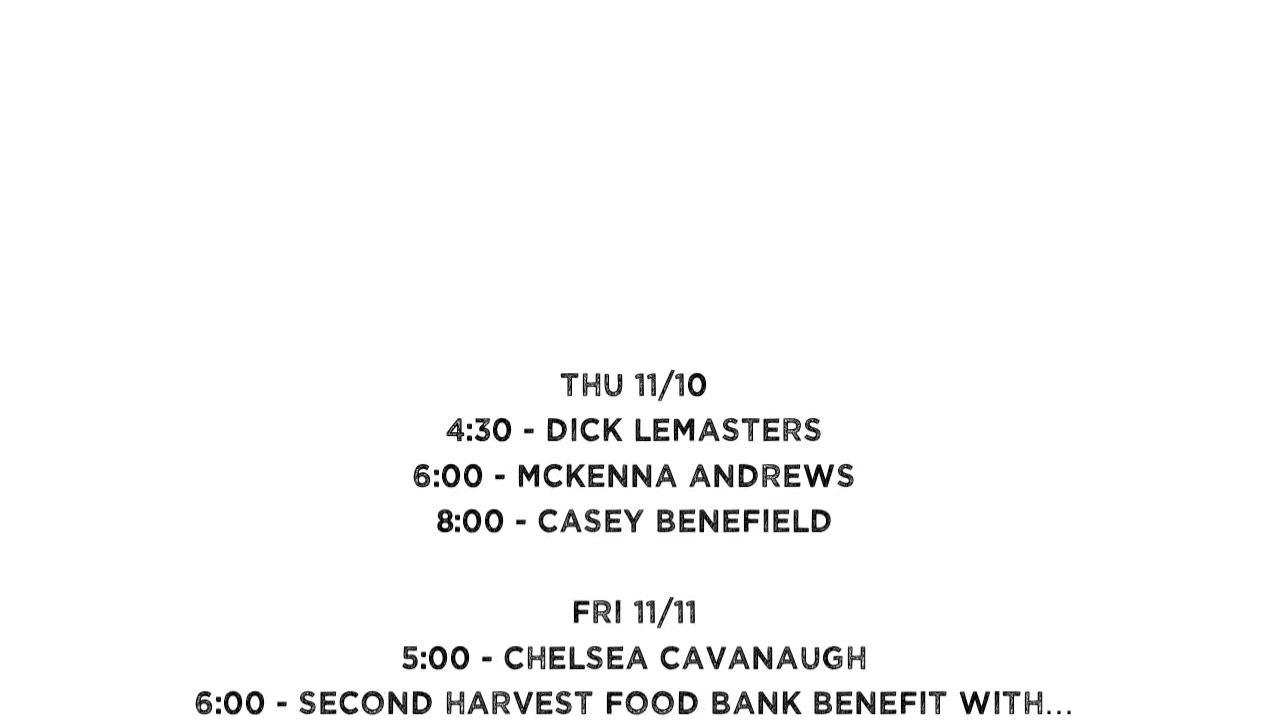 THU 11/10
4:30 - DICK LEMASTERS
6:00 - MCKENNA ANDREWS
8:00 - CASEY BENEFIELD
FRI 11/11
5:00 - CHELSEA CAVANAUGH
6:00 - SECOND HARVEST FOOD BANK BENEFIT WITH...